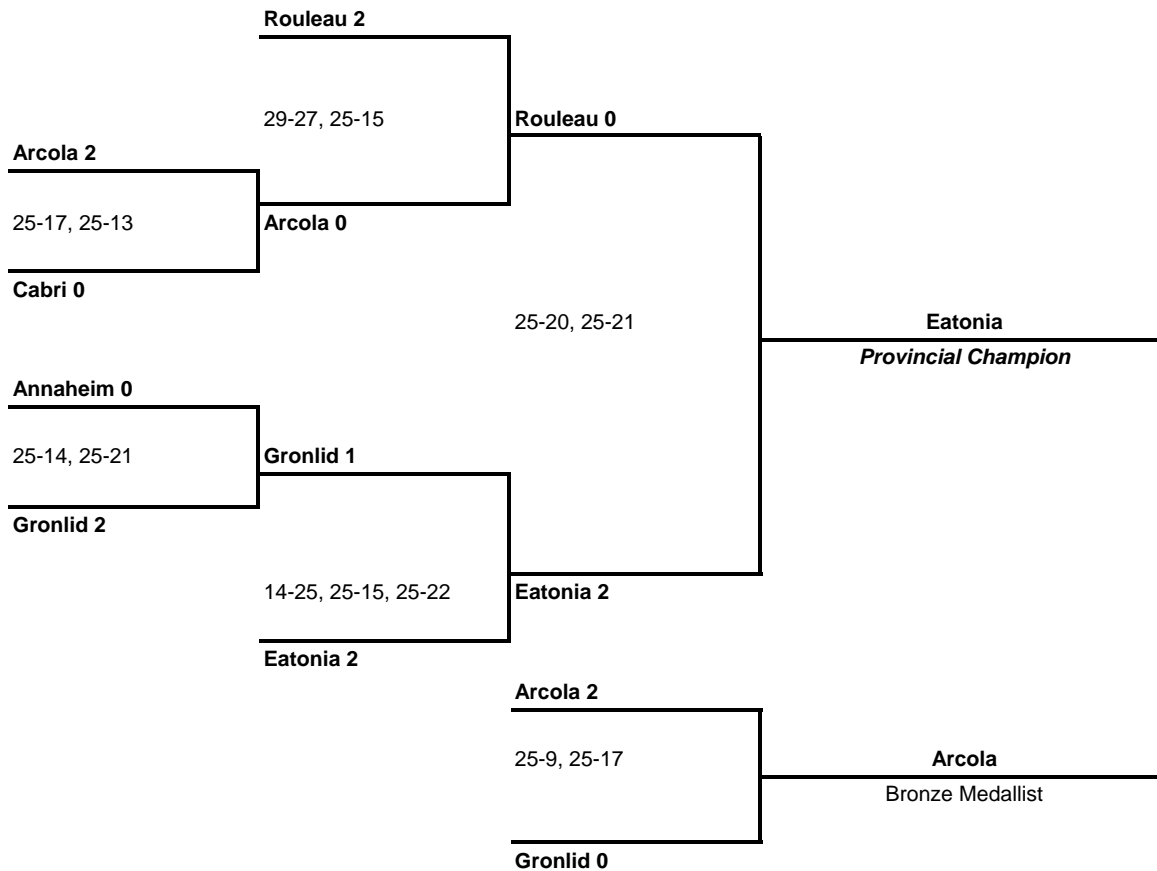 Rouleau 2
29-27, 25-15
Rouleau 0
Arcola 2
25-17, 25-13
Arcola 0
Cabri 0
25-20, 25-21
Eatonia
Provincial Champion
Annaheim 0
25-14, 25-21
Gronlid 1
Gronlid 2
14-25, 25-15, 25-22
Eatonia 2
Eatonia 2
Arcola 2
25-9, 25-17
Arcola
Bronze Medallist
Gronlid 0